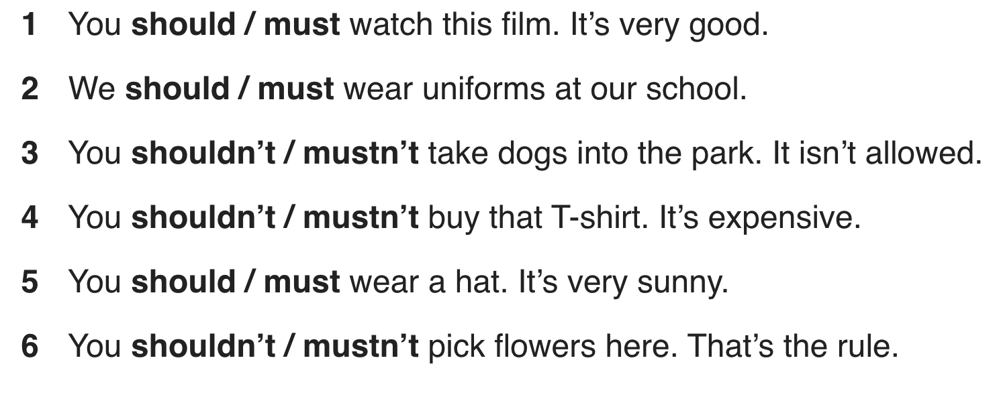 1 You should / must watch this film. It’s very good.
2 We should / must wear uniforms at our school.
3 You shouldn’t / mustn’t take dogs into the park. It isn’t allowed.
4 You shouldn’t / mustn’t buy that T-shirt. It’s expensive.
5 You should / must wear a hat. It’s very sunny.
6 You shouldn’t / mustn’t pick flowers here. That’s the rule.